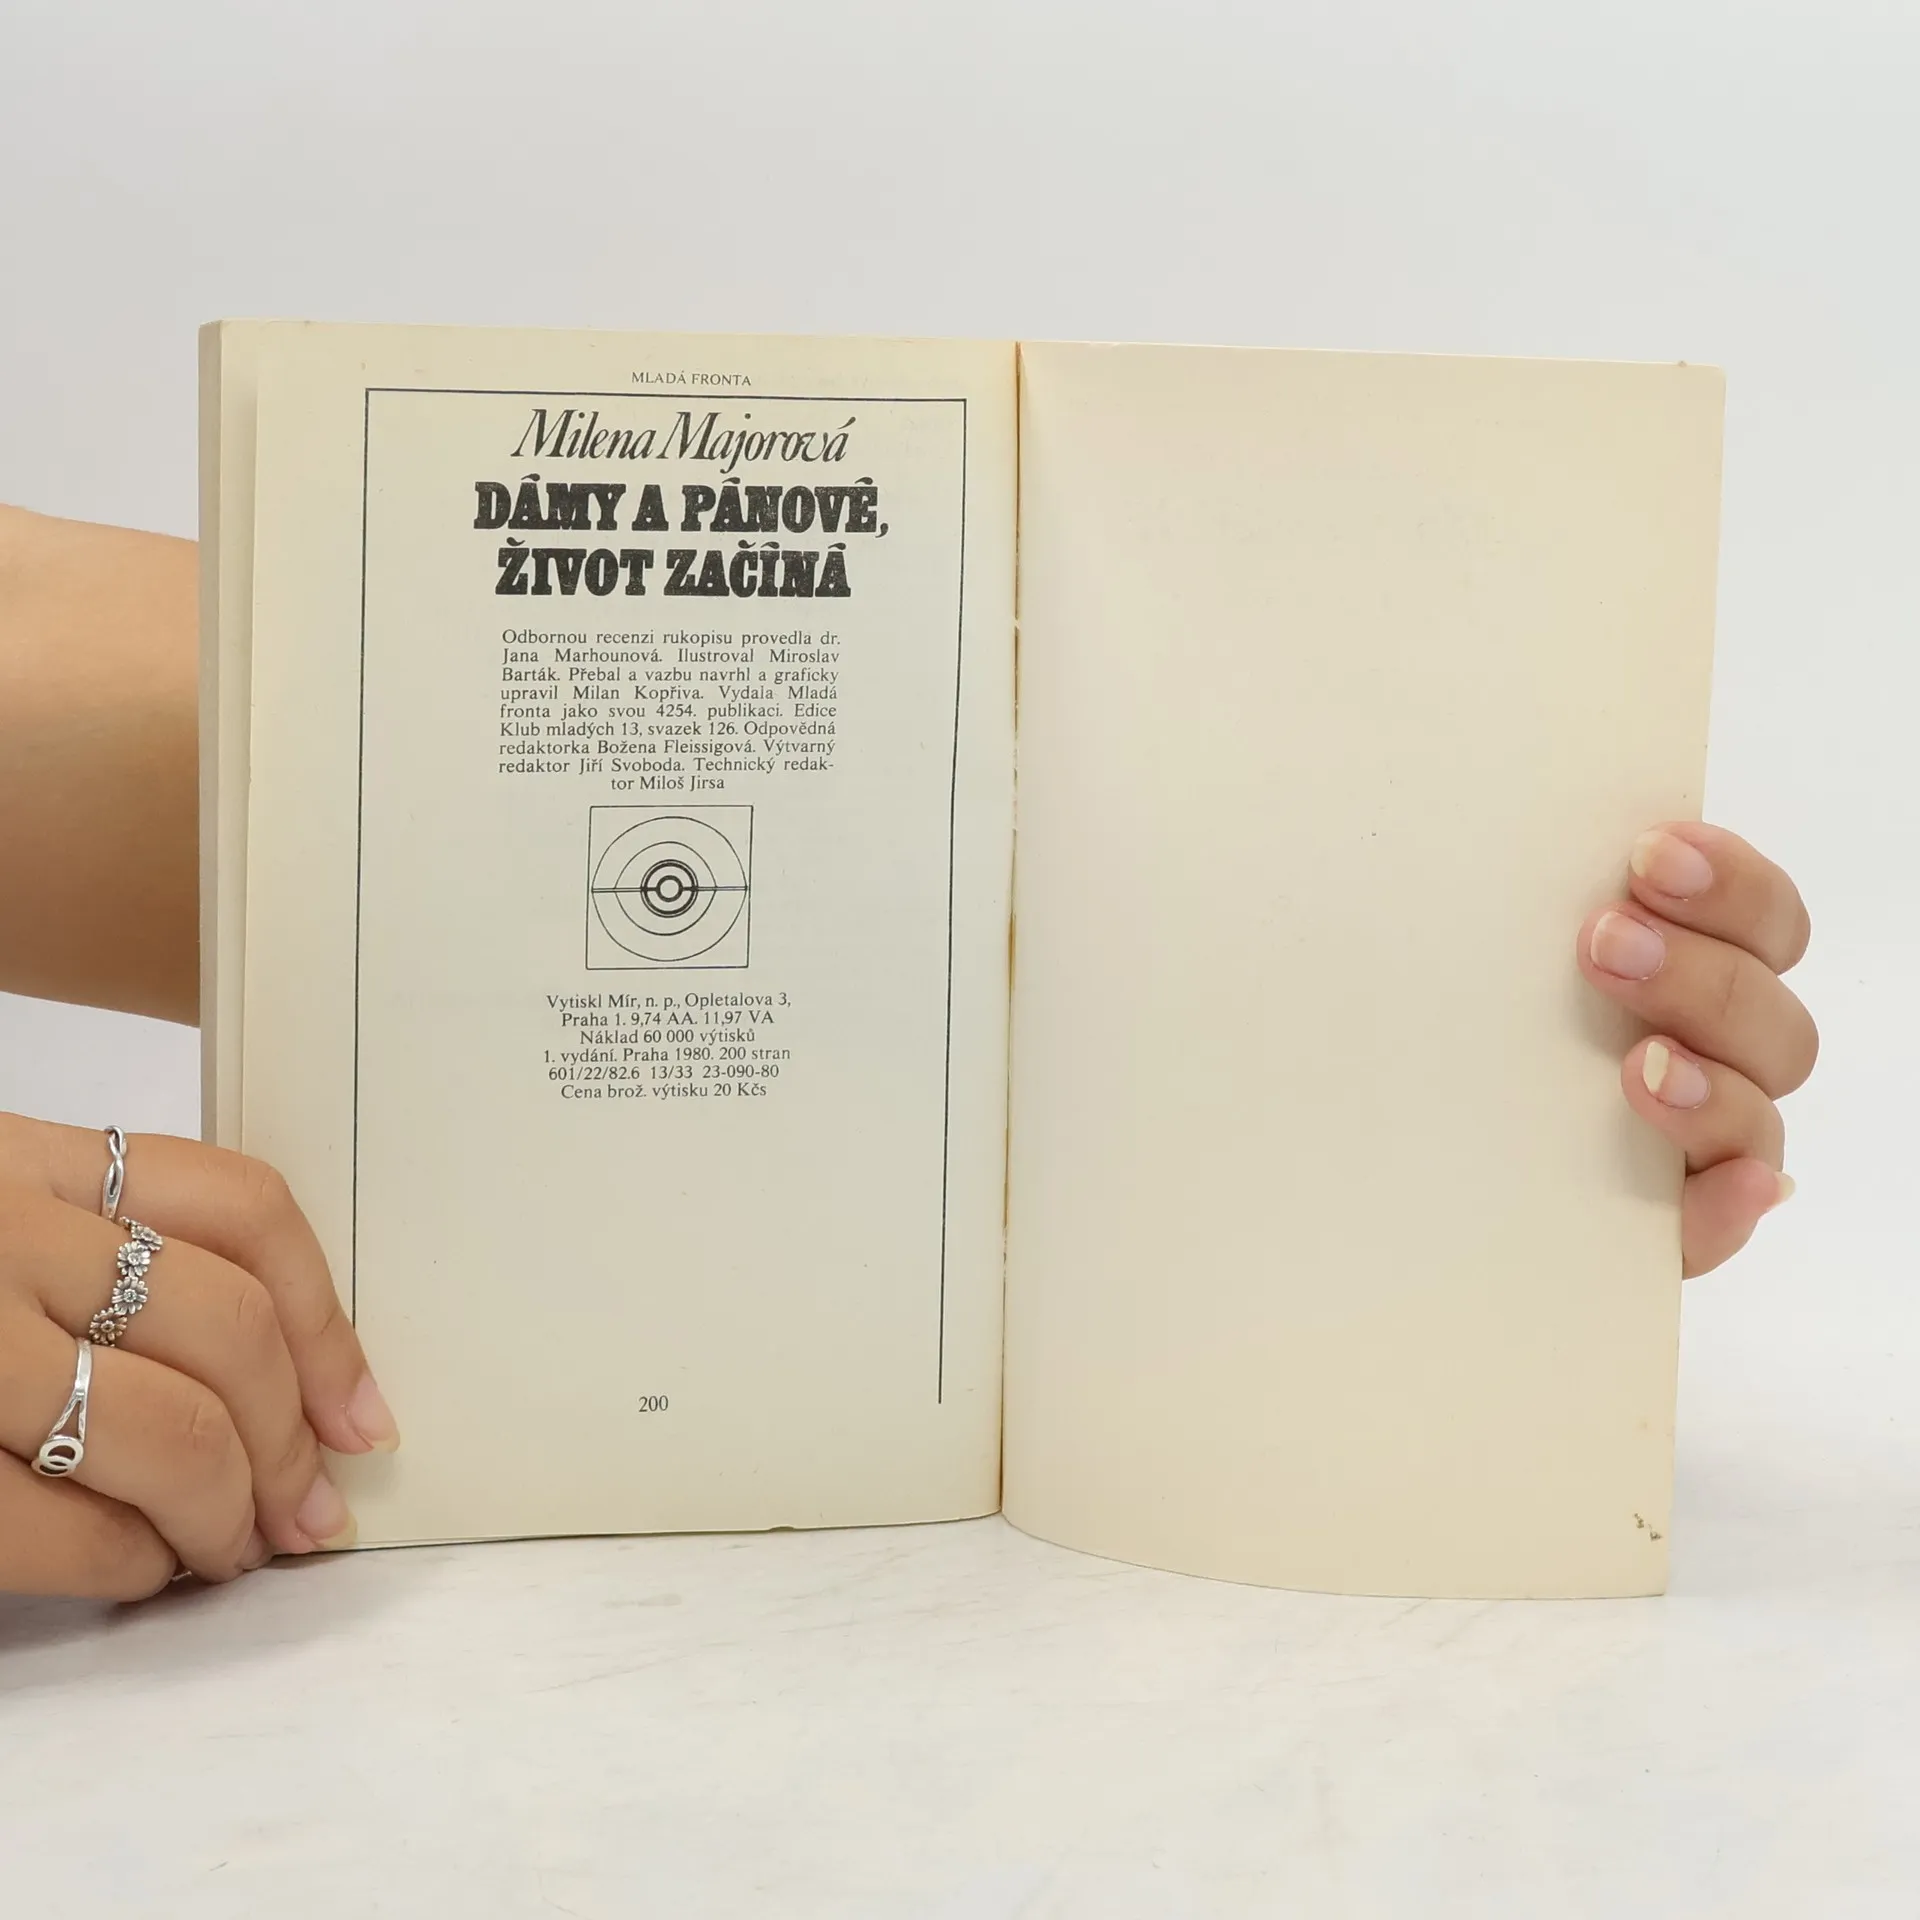 MLADÁ FRONTA
Milena Majorová
DÁMY A PÁNOVÉ,
ŽIVOT ZAČÍNÁ
Odbornou recenzi rukopisu provedla dr.
Jana Marhounová. Ilustroval Miroslav
Barták. Přebal a vazbu navrhl a graficky
upravil Milan Kopřiva. Vydala Mladá
fronta jako svou 4254. publikaci. Edice
Klub mladých 13, svazek 126. Odpovědná
redaktorka Božena Fleissigová. Výtvarný
redaktor Jiří Svoboda. Technický redak-
tor Miloš Jirsa
Vytiskl Mír, n. p., Opletalova 3,
Praha 1. 9,74 AA. 11,97 VA
Náklad 60 000 výtisků
1. vydání. Praha 1980. 200 stran
601/22/82.6 13/33 23-090-80
Cena brož. výtisku 20 Kčs
200